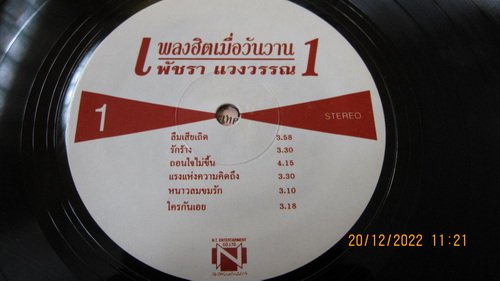 เพลงฮิตเมื่อวันวาน 1
พัชรา แวงวรรณ
1
STEREO
ลืมเสียเถิด 3.58
รักร้าง 3.30
ถอนใจไม่ขึ้น 4.15
แรงแห่งความคิดถึง 3.30
หนาวลมขมรัก 3.10
ใครกันเอย 3.18
N.T. ENTERTAINMENT
CO.,LTD.
N
20/12/2022 11:21